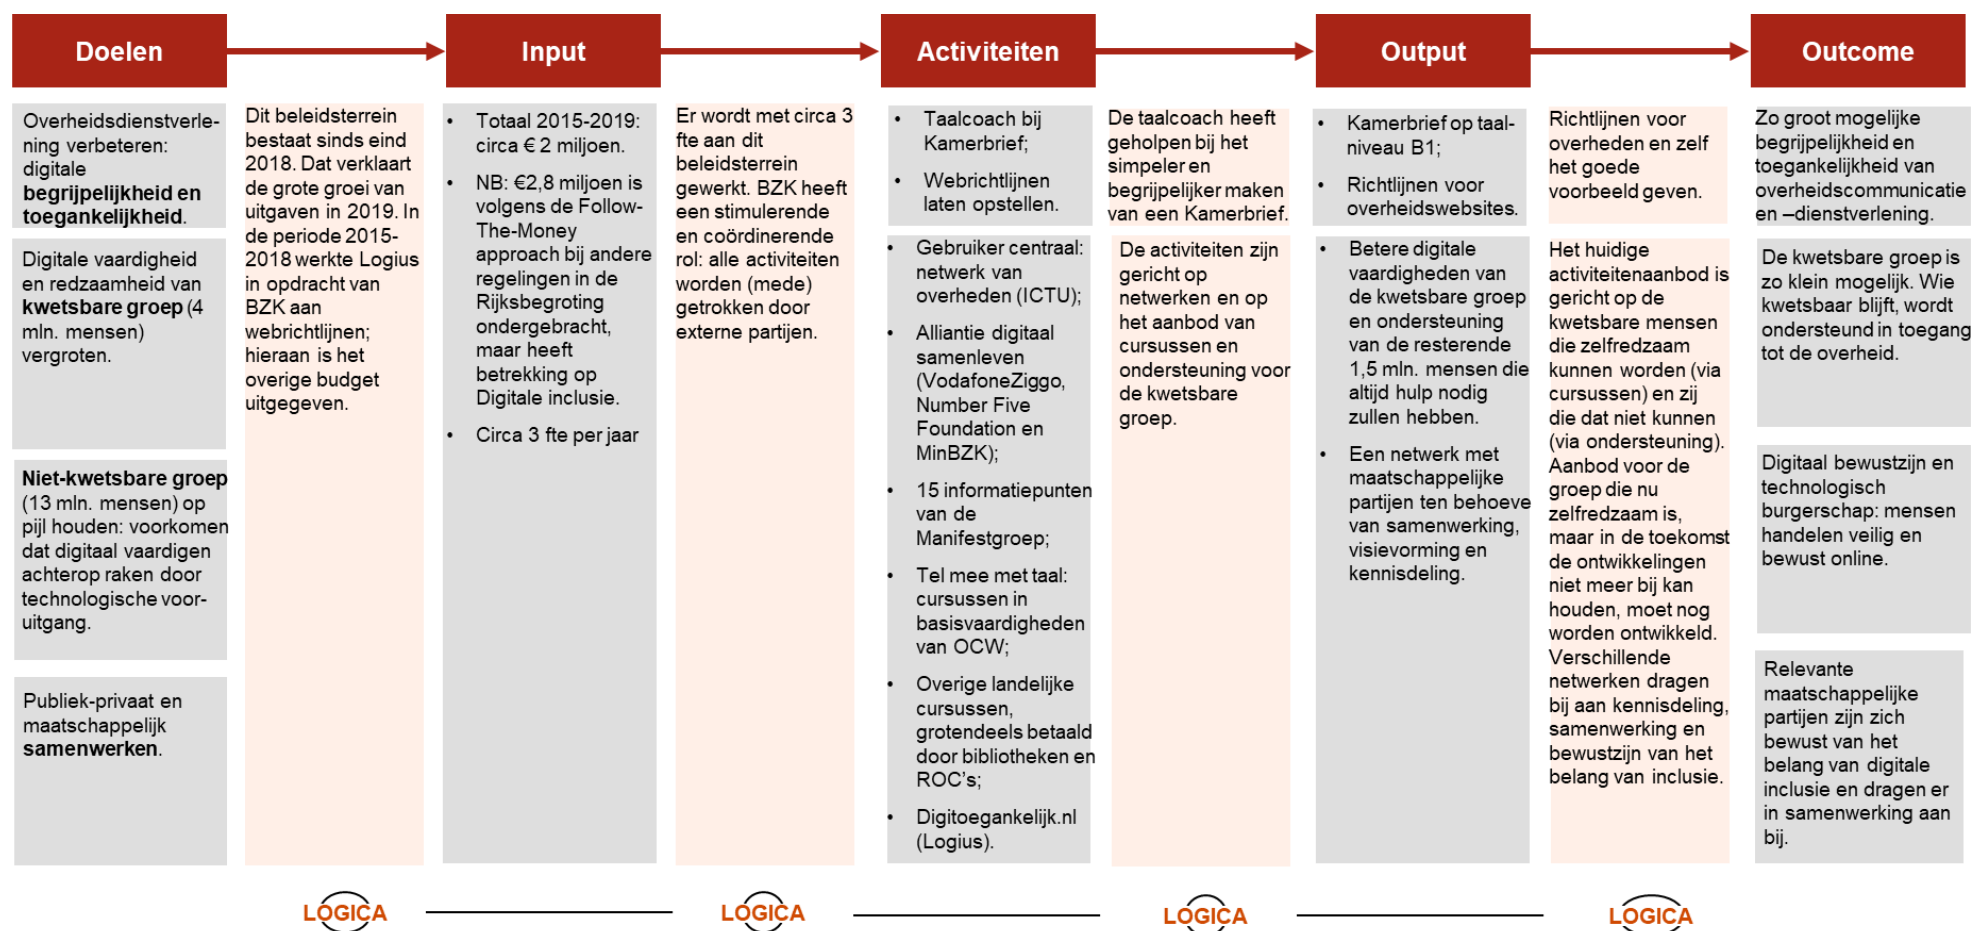 Doelen
Input
Activiteiten
Output
Outcome
Overheidsdienstverle-
ning verbeteren:
digitale
begrijpelijkheid en
toegankelijkheid.
Digitale vaardigheid
en redzaamheid van
kwetsbare groep (4
mln. mensen)
vergroten.
Niet-kwetsbare groep
(13 mln. mensen) op
pijl houden: voorkomen
dat digitaal vaardigen
achterop raken door
technologische voor-
uitgang.
Publiek-privaat en
maatschappelijk
samenwerken.
Dit beleidsterrein
bestaat sinds eind
2018. Dat verklaart
de grote groei van
uitgaven in 2019. In
de periode 2015-
2018 werkte Logius
in opdracht van
BZK aan
webrichtlijnen;
hieraan is het
overige budget
uitgegeven.
• Totaal 2015-2019:
circa € 2 miljoen.
• NB: €2,8 miljoen is
volgens de Follow-
The-Money
approach bij andere
regelingen in de
Rijksbegroting
ondergebracht,
maar heeft
betrekking op
Digitale inclusie.
• Circa 3 fte per jaar
Er wordt met circa 3
fte aan dit
beleidsterrein
gewerkt. BZK heeft
een stimulerende
en coördinerende
rol: alle activiteiten
worden (mede)
getrokken door
externe partijen.
• Taalcoach bij
Kamerbrief;
• Webrichtlijnen
laten opstellen.
• Gebruiker centraal:
netwerk van
overheden (ICTU);
• Alliantie digitaal
samenleven
(VodafoneZiggo,
Number Five
Foundation en
MinBZK);
• 15 informatiepunten
van de
Manifestgroep;
• Tel mee met taal:
cursussen in
basisvaardigheden
van OCW;
• Overige landelijke
cursussen,
grotendeels betaald
door bibliotheken en
ROC's;
• Digitoegankelijk.nl
(Logius).
De taalcoach heeft
geholpen bij het
simpeler en
begrijpelijker maken
van een Kamerbrief.
De activiteiten zijn
gericht op
netwerken en op
het aanbod van
cursussen en
ondersteuning voor
de kwetsbare
groep.
• Kamerbrief op taal-
niveau B1;
• Richtlijnen voor
overheidswebsites.
• Betere digitale
vaardigheden van
de kwetsbare groep
en ondersteuning
van de resterende
1,5 mln. mensen die
altijd hulp nodig
zullen hebben.
• Een netwerk met
maatschappelijke
partijen ten behoeve
van samenwerking,
visievorming en
kennisdeling.
Richtlijnen voor
overheden en zelf
het goede
voorbeeld geven.
Het huidige
activiteitenaanbod is
gericht op de
kwetsbare mensen
die zelfredzaam
kunnen worden (via
cursussen) en zij
die dat niet kunnen
(via ondersteuning).
Aanbod voor de
groep die nu
zelfredzaam is,
maar in de toekomst
de ontwikkelingen
niet meer bij kan
houden, moet nog
worden ontwikkeld.
Verschillende
netwerken dragen
bij aan kennisdeling,
samenwerking en
bewustzijn van het
belang van inclusie.
Zo groot mogelijke
begrijpelijkheid en
toegankelijkheid van
overheidscommunicatie
en –dienstverlening.
De kwetsbare groep is
zo klein mogelijk. Wie
kwetsbaar blijft, wordt
ondersteund in toegang
tot de overheid.
Digitaal bewustzijn en
technologisch
burgerschap: mensen
handelen veilig en
bewust online.
Relevante
maatschappelijke
partijen zijn zich
bewust van het
belang van digitale
inclusie en dragen er
in samenwerking aan
bij.
LOGICA
LOGICA
LOGICA
LOGICA